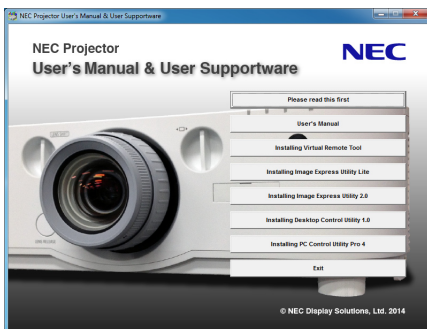 NEC Projector User's Manual & User Supportware
NEC Projector
NEC
User's Manual & User Supportware
Please read this first
User's Manual
Installing Virtual Remote Tool
Installing Image Express Utility Lite
Installing Image Express Utility 2.0
Installing Desktop Control Utility 1.0
Installing PC Control Utility Pro 4
Exit
© NEC Display Solutions, Ltd. 2014